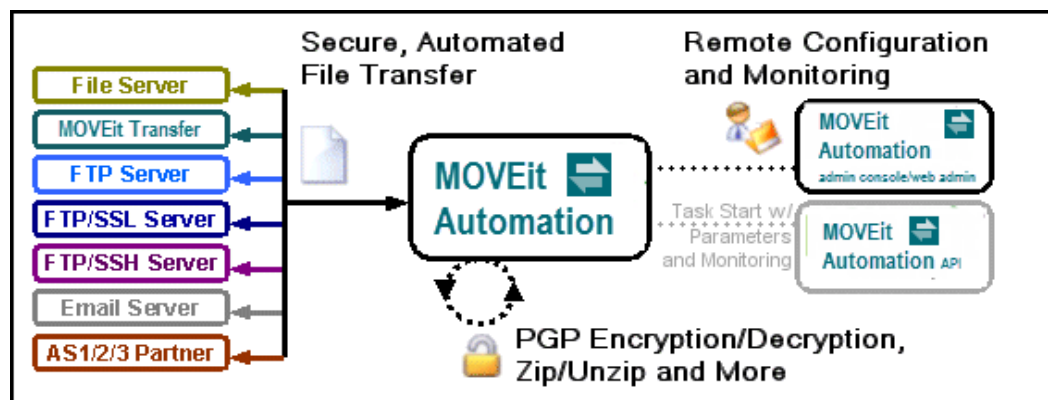 Secure, Automated
File Transfer
Remote Configuration
and Monitoring
File Server
MOVEit Transfer
FTP Server
FTP/SSL Server
FTP/SSH Server
Email Server
AS1/2/3 Partner
MOVEit
Automation
MOVEit
Automation
admin console/web admin
Task Start w/
Parameters
and Monitoring
MOVEit
Automation API
PGP Encryption/Decryption,
Zip/Unzip and More